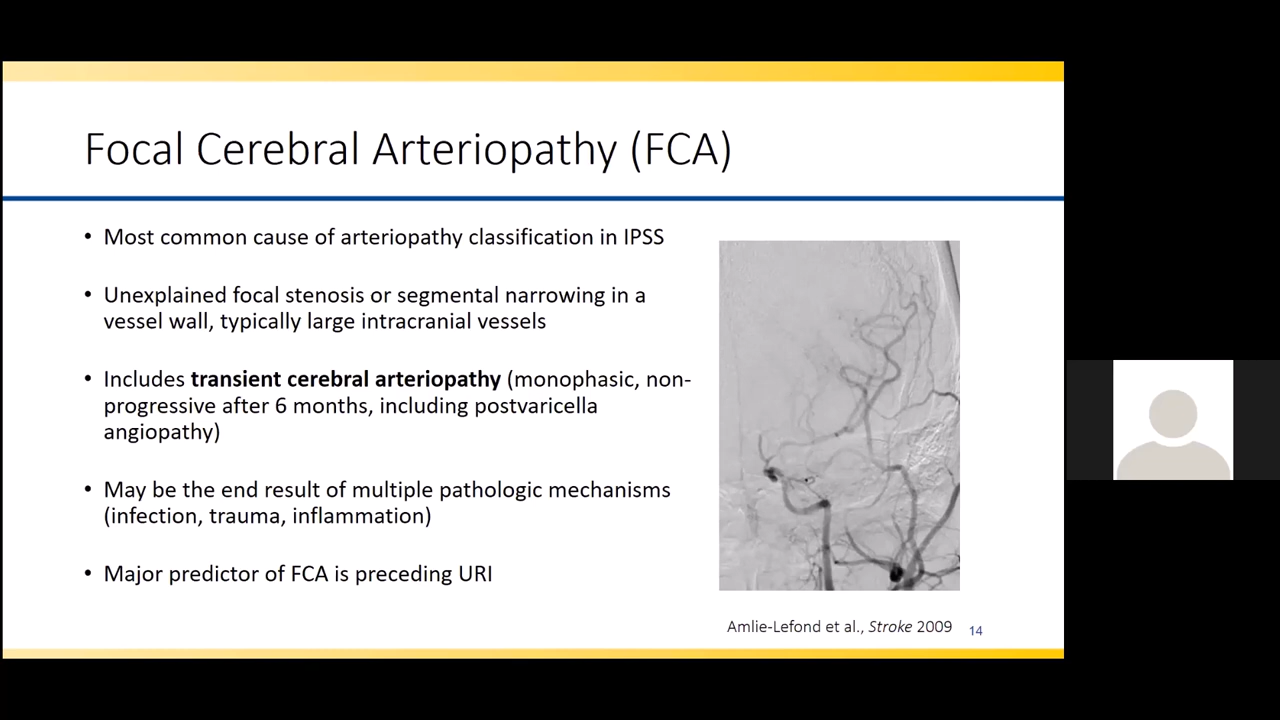 Focal Cerebral Arteriopathy (FCA)
• Most common cause of arteriopathy classification in IPSS
• Unexplained focal stenosis or segmental narrowing in a
vessel wall, typically large intracranial vessels
• Includes transient cerebral arteriopathy (monophasic, non-
progressive after 6 months, including postvaricella
angiopathy)
• May be the end result of multiple pathologic mechanisms
(infection, trauma, inflammation)
• Major predictor of FCA is preceding URI
Amlie-Lefond et al., Stroke 2009
14